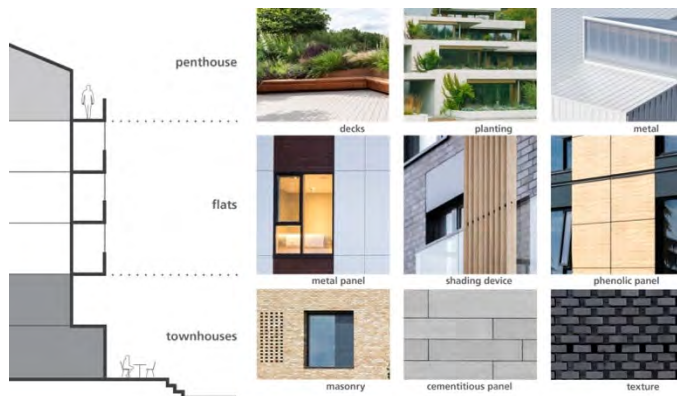 penthouse
decks
planting
metal
flats
metal panel
shading device
phenolic panel
townhouses
masonry
cementitious panel
texture